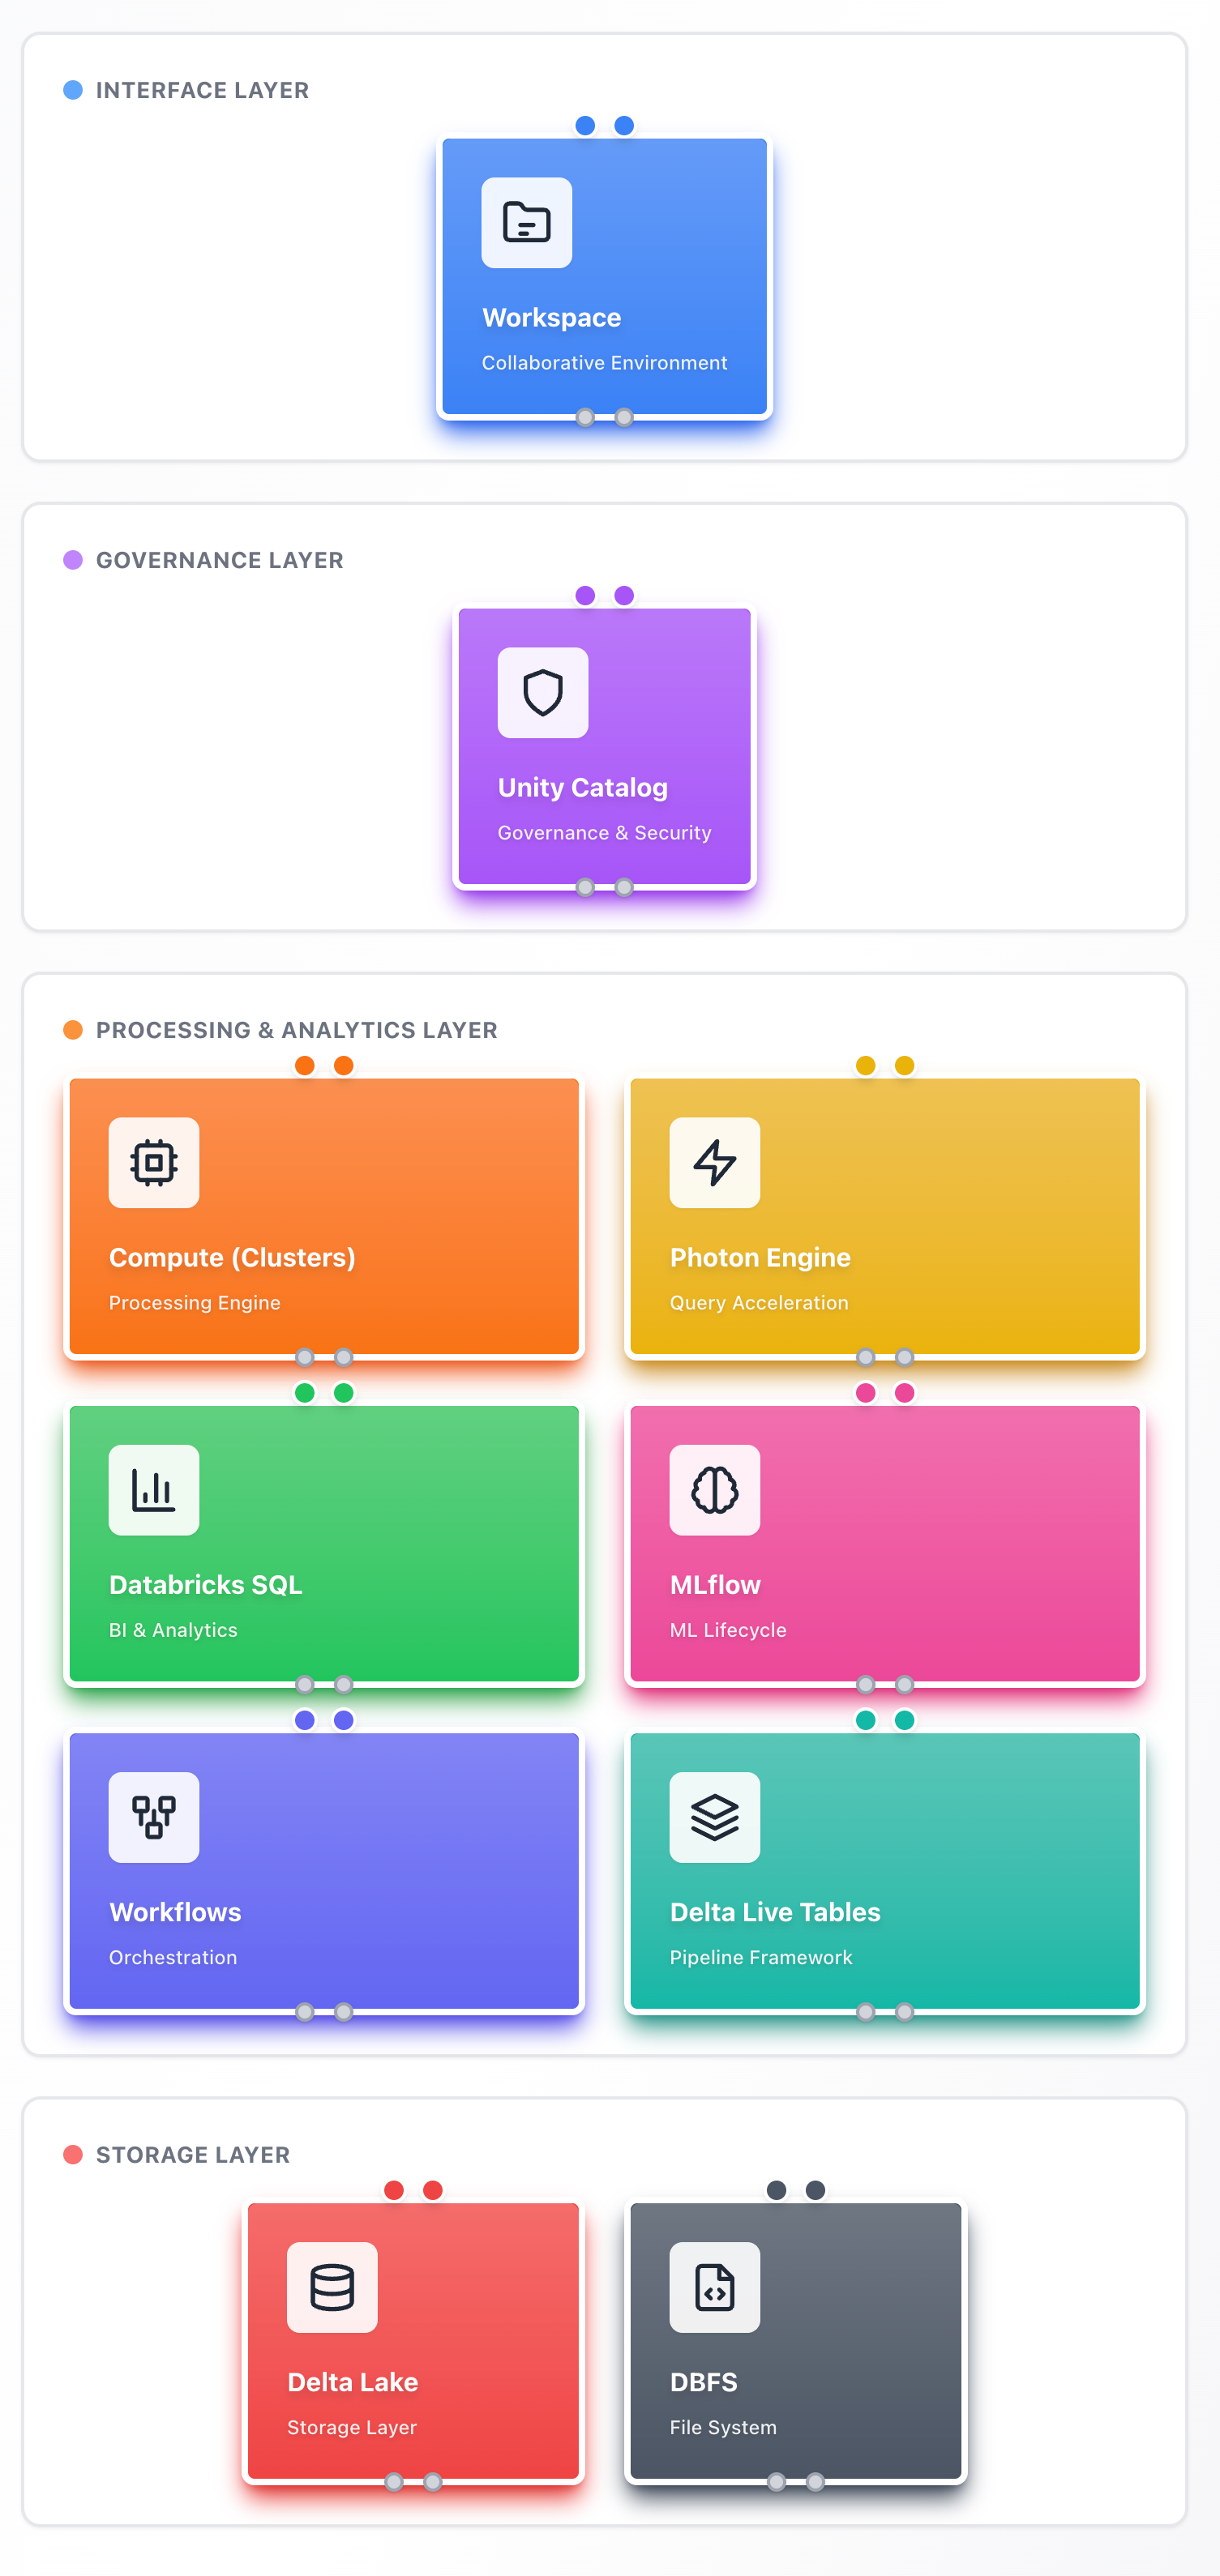 INTERFACE LAYER
Workspace
Collaborative Environment
GOVERNANCE LAYER
Unity Catalog
Governance & Security
PROCESSING & ANALYTICS LAYER
Compute (Clusters)
Processing Engine
Photon Engine
Query Acceleration
Databricks SQL
BI & Analytics
MLflow
ML Lifecycle
Workflows
Orchestration
Delta Live Tables
Pipeline Framework
STORAGE LAYER
Delta Lake
Storage Layer
DBFS
File System